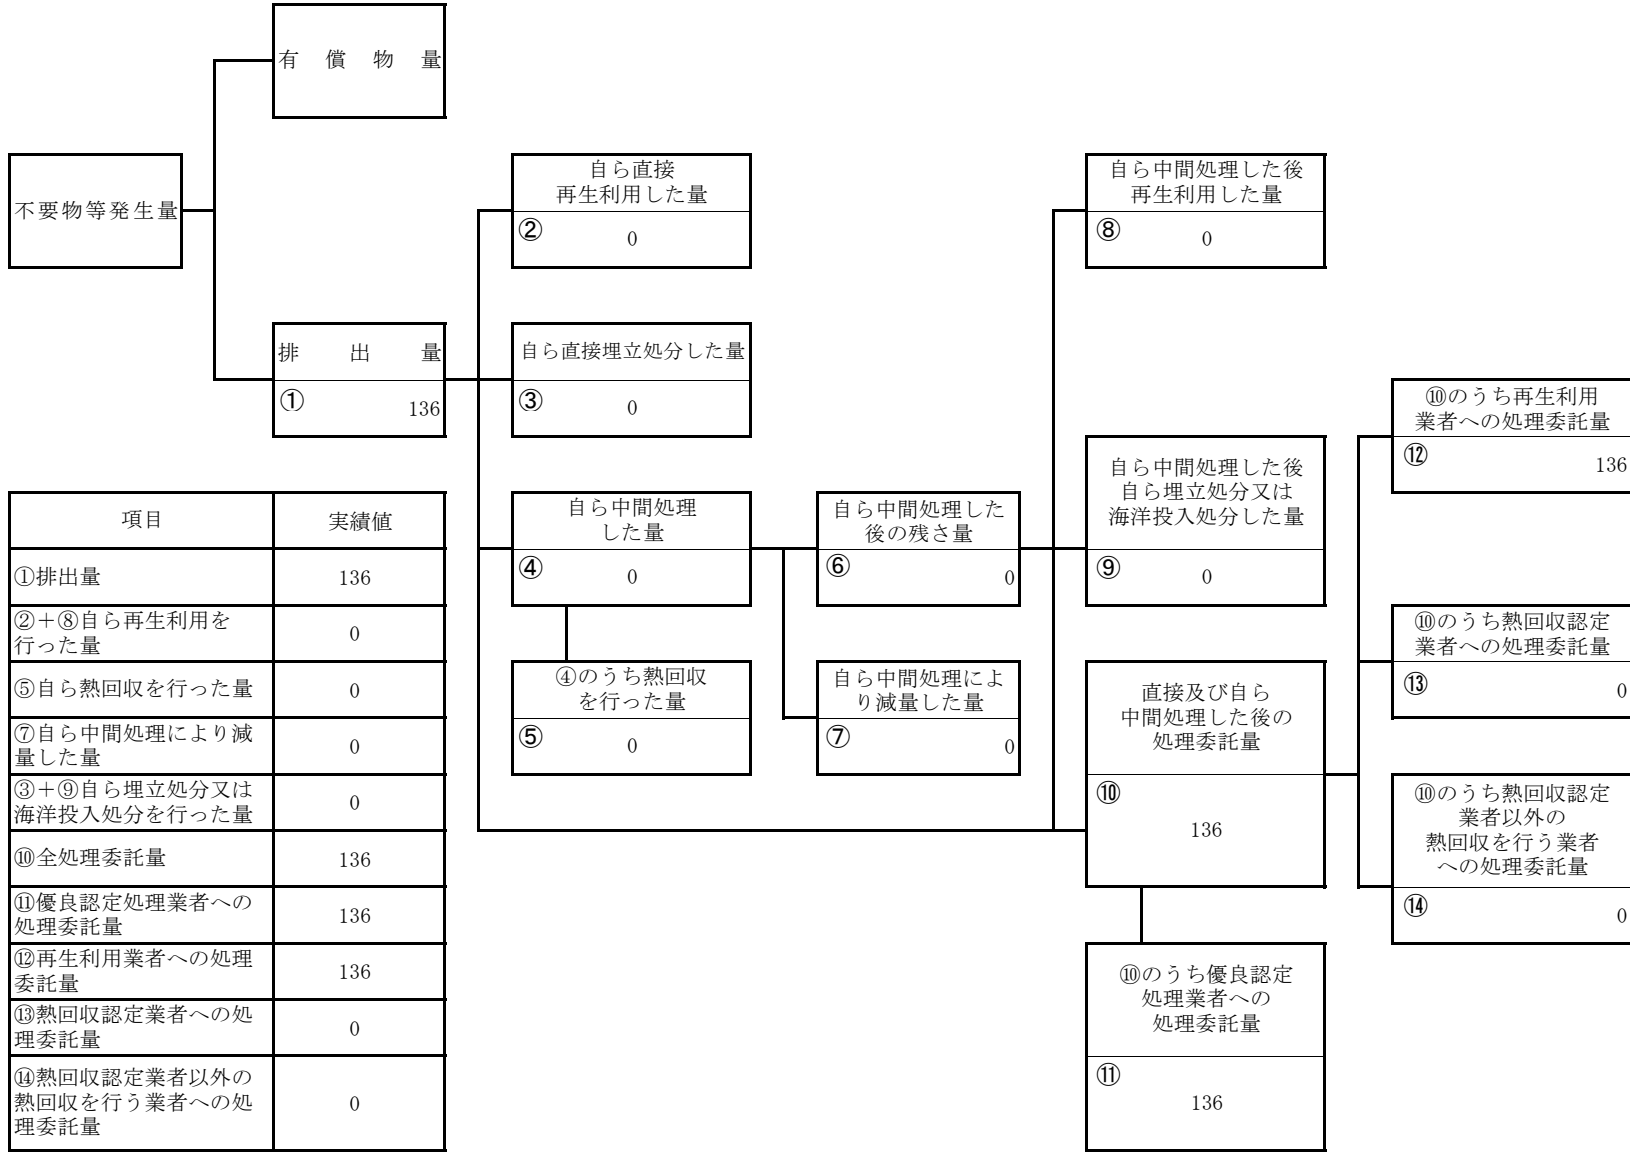 有償物量
不要物等発生量
排出量
①
136
自ら直接
再生利用した量
②
0
自ら直接埋立処分した量
③
0
自ら中間処理
した量
④
0
④のうち熱回収
を行った量
⑤
0
自ら中間処理した
後の残さ量
⑥
0
自ら中間処理によ
り減量した量
⑦
0
自ら中間処理した後
再生利用した量
⑧
0
自ら中間処理した後
自ら埋立処分又は
海洋投入処分した量
⑨
0
直接及び自ら
中間処理した後の
処理委託量
⑩
136
⑩のうち優良認定
処理業者への
処理委託量
⑪
136
⑩のうち再生利用
業者への処理委託量
⑫
136
⑩のうち熱回収認定
業者への処理委託量
⑬
0
⑩のうち熱回収認定
業者以外の
熱回収を行う業者
への処理委託量
⑭
0
項目 実績値
①排出量 136
②＋⑧自ら再生利用を
行った量
0
⑤自ら熱回収を行った量 0
⑦自ら中間処理により減
量した量
0
③＋⑨自ら埋立処分又は
海洋投入処分を行った量
0
⑩全処理委託量 136
⑪優良認定処理業者への
処理委託量
136
⑫再生利用業者への処理
委託量
136
⑬熱回収認定業者への処
理委託量
0
⑭熱回収認定業者以外の
熱回収を行う業者への処
理委託量
0